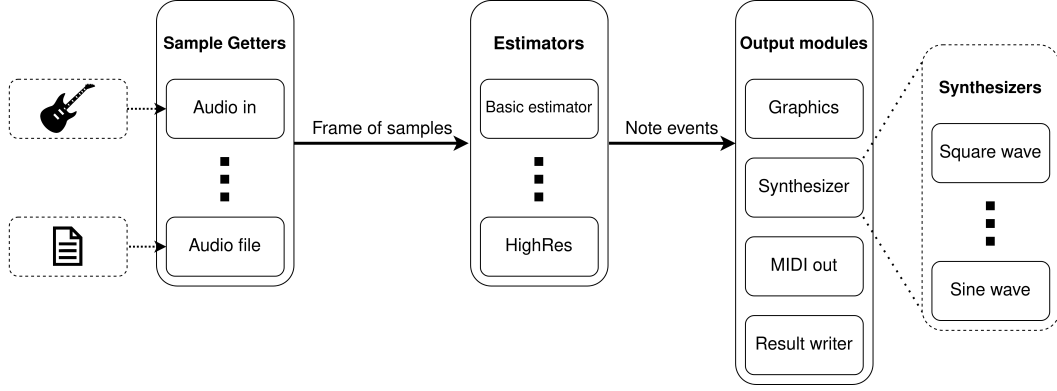 Sample Getters
Audio in
Audio file
Frame of samples
Estimators
Basic estimator
HighRes
Note events
Output modules
Graphics
Synthesizer
MIDI out
Result writer
Synthesizers
Square wave
Sine wave